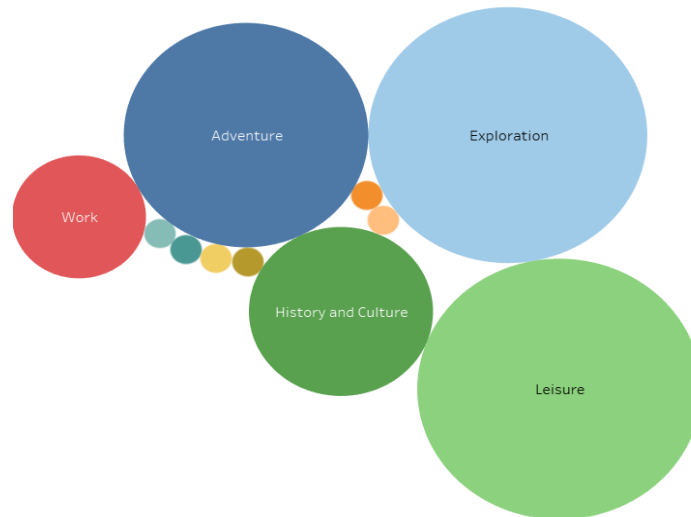 Adventure
Exploration
Work
History and Culture
Leisure